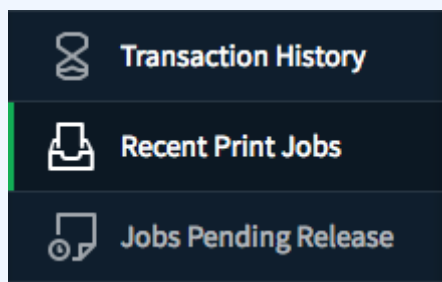 Transaction History
Recent Print Jobs
Jobs Pending Release